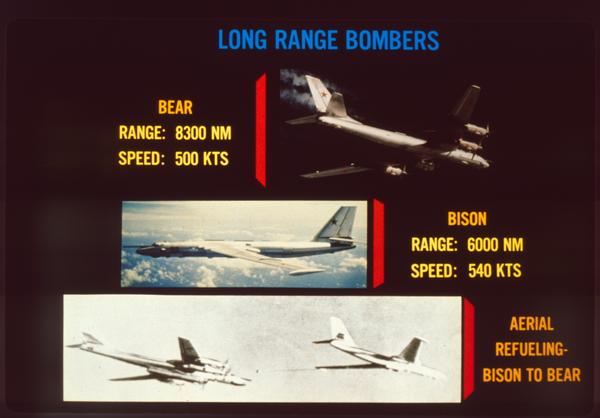 LONG RANGE BOMBERS
BEAR
RANGE: 8300 NM
SPEED: 500 KTS
BISON
RANGE: 6000 NM
SPEED: 540 KTS
AERIAL
REFUELING-
BISON TO BEAR